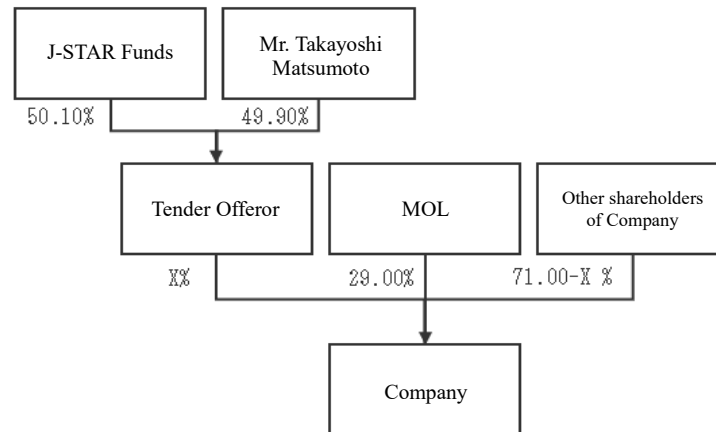 J-STAR Funds
Mr. Takayoshi
Matsumoto
50.10%
49.90%
Tender Offeror
MOL
Other shareholders
of Company
X%
29.00%
71.00-X %
Company